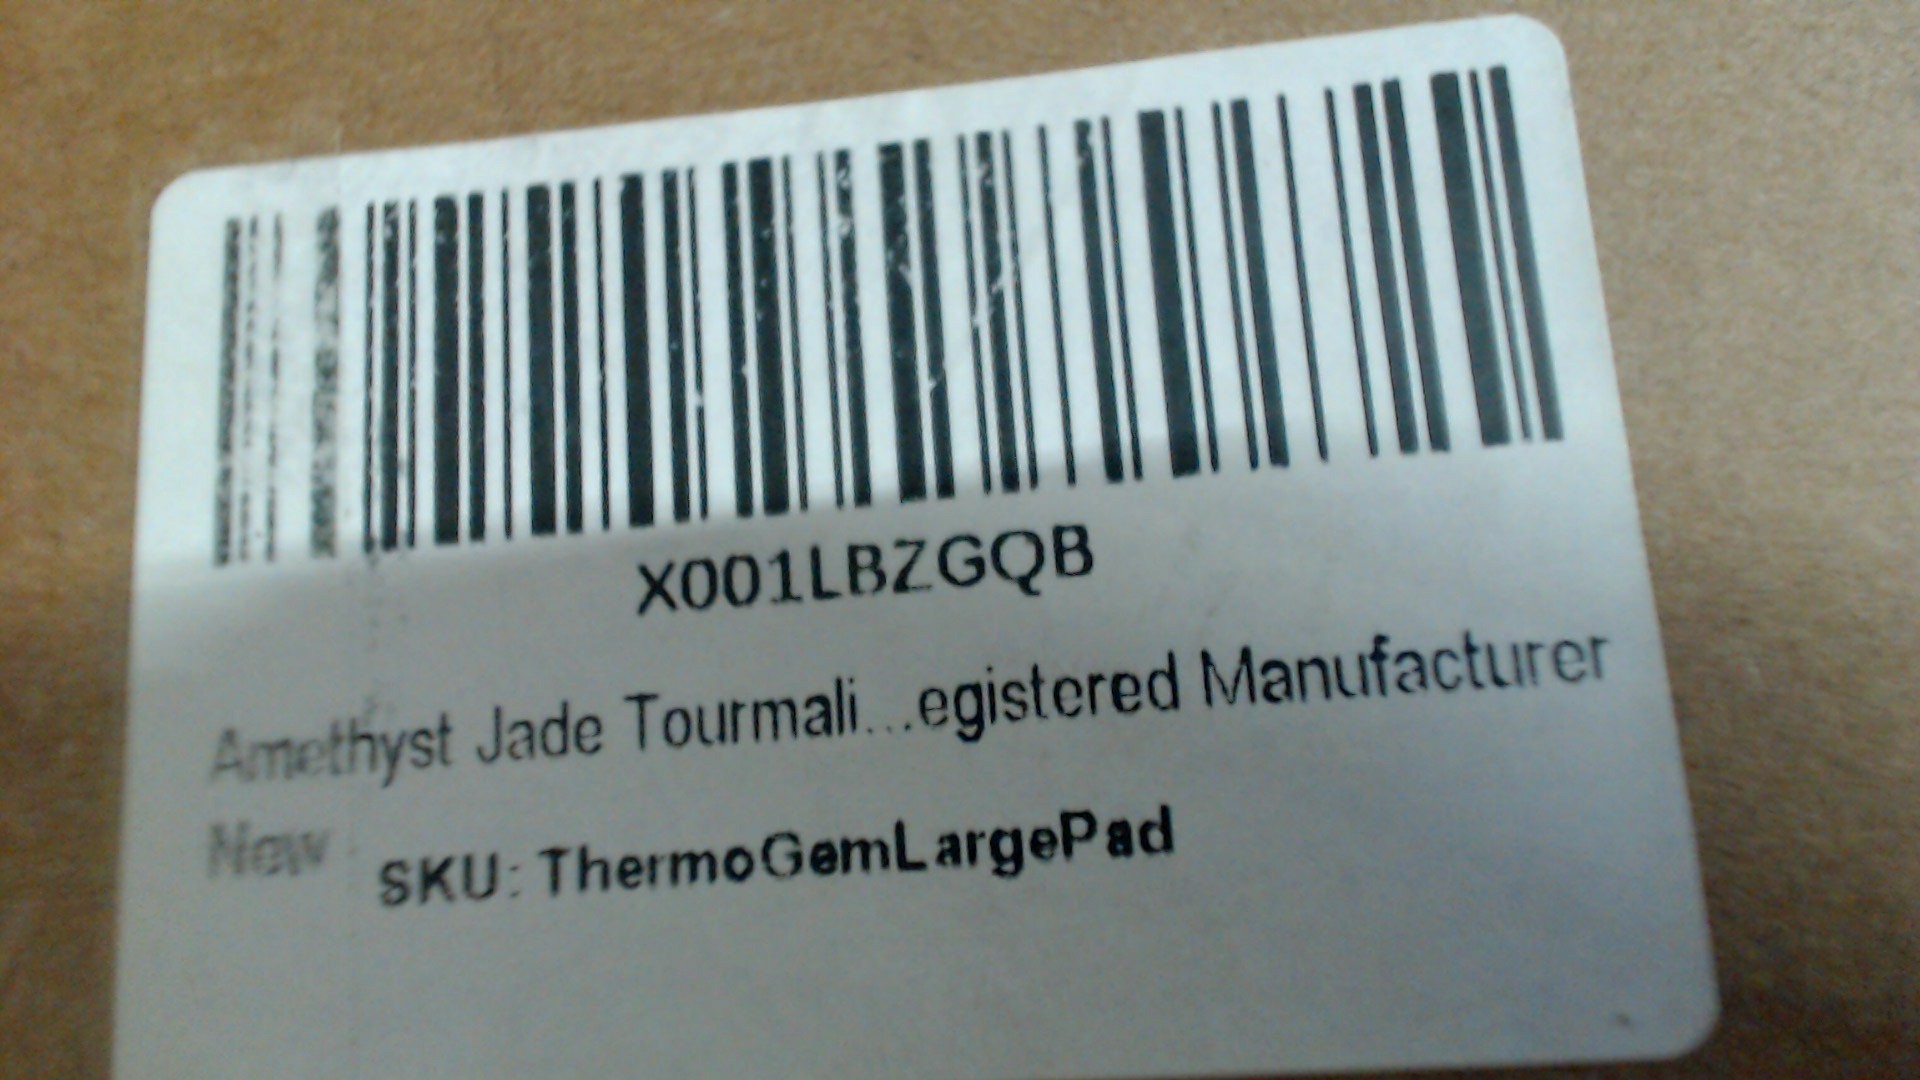 X001LBZGQB
Amethyst Jade Tourmali...egistered Manufacturer
New
SKU: ThermoGemLargePad